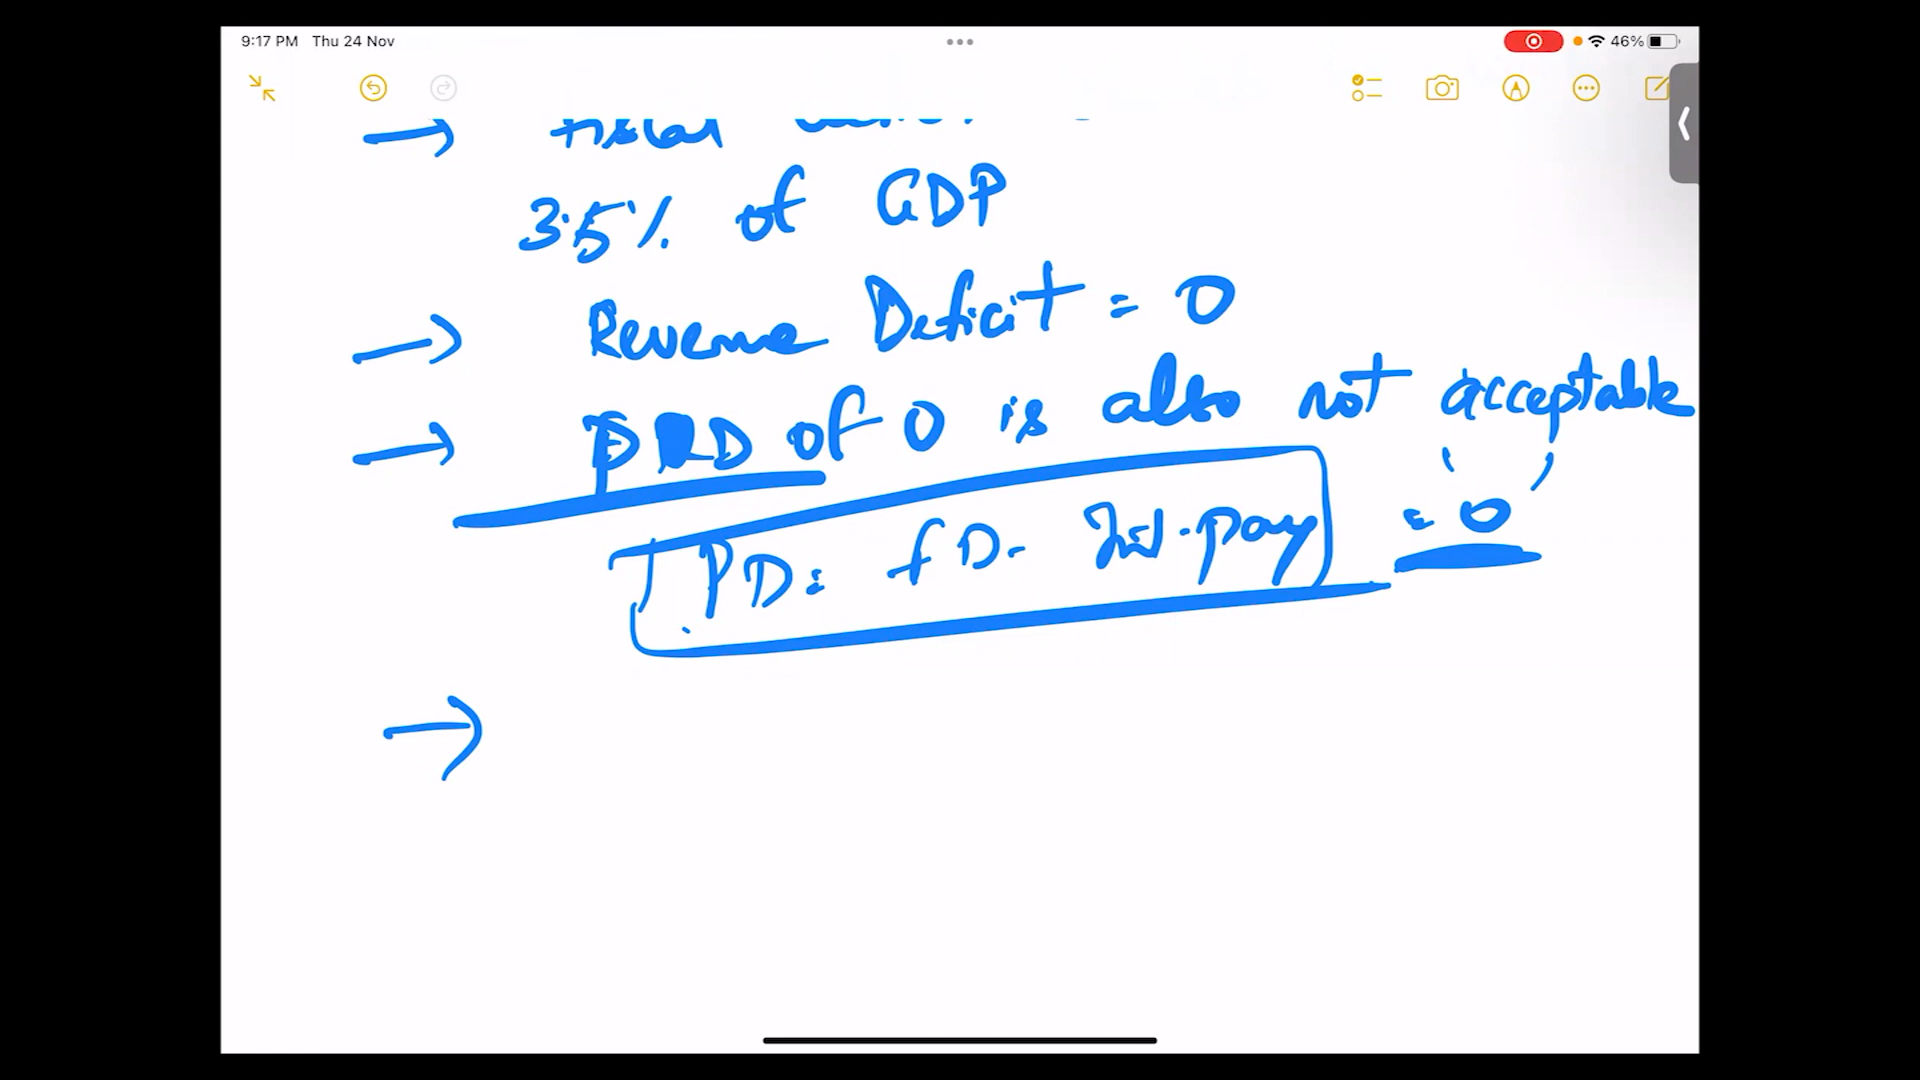 9:17 PM Thu 24 Nov
46%
→ Fiscal
3.5% of GDP
→ Revenue Deficit = 0
→ PRD of 0 is also not acceptable
PD = FD - Int. pay = 0
→